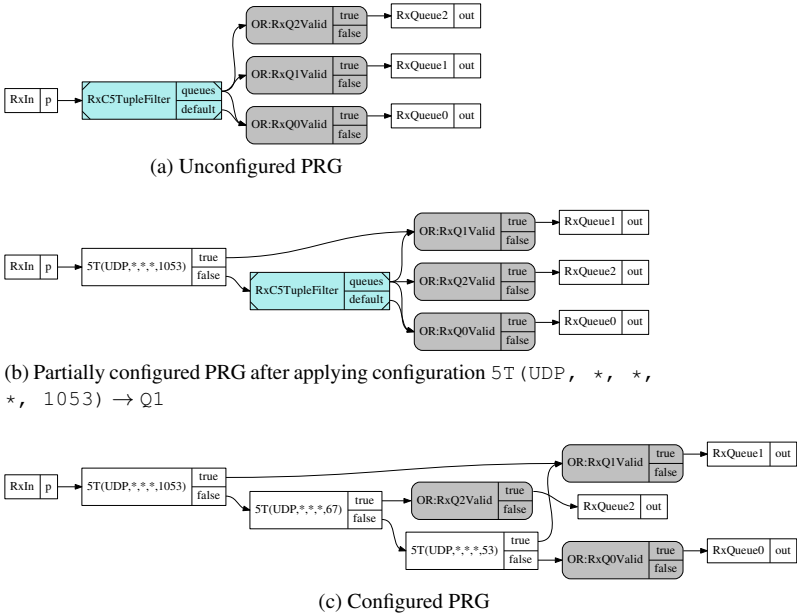 OR:RxQ2Valid true false
RxQueue2 out
RxIn p
RxC5TupleFilter queues default
OR:RxQ1Valid true false
RxQueue1 out
OR:RxQ0Valid true false
RxQueue0 out
(a) Unconfigured PRG
RxIn p
5T(UDP,*,*,*,1053) true false
RxC5TupleFilter queues default
OR:RxQ1Valid true false
RxQueue1 out
OR:RxQ2Valid true false
RxQueue2 out
OR:RxQ0Valid true false
RxQueue0 out
(b) Partially configured PRG after applying configuration 5T(UDP, *, *,
*, 1053) → Q1
RxIn p
5T(UDP,*,*,*,1053) true false
5T(UDP,*,*,*,67) true false
OR:RxQ2Valid true false
5T(UDP,*,*,*,53) true false
OR:RxQ1Valid true false
RxQueue1 out
RxQueue2 out
OR:RxQ0Valid true false
RxQueue0 out
(c) Configured PRG